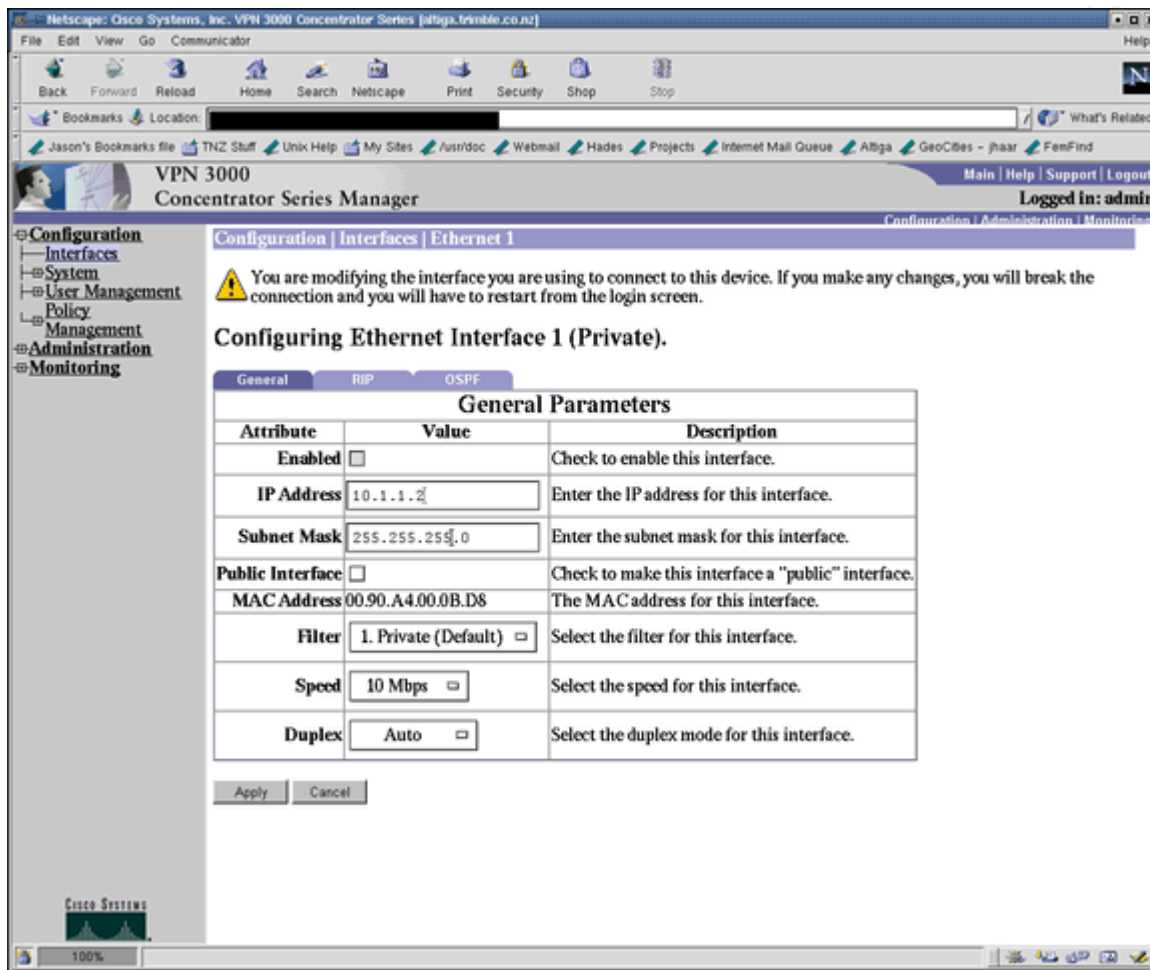 Netscape: Cisco Systems, Inc. VPN 3000 Concentrator Series [altiga.trimble.co.nz]
File Edit View Go Communicator Help
Back Forward Reload Home Search Netscape Print Security Shop Stop
Bookmarks Location: What's Related
Jason's Bookmarks file TNZ Stuff Unix Help My Sites /usr/doc Webmail Hades Projects Internet Mail Queue Altiga GeoCities - jhaar FemFind
VPN 3000
Concentrator Series Manager
Main | Help | Support | Logout
Logged in: admin
Configuration | Administration | Monitoring
Configuration
Interfaces
System
User Management
Policy
Management
Administration
Monitoring
Configuration | Interfaces | Ethernet 1
You are modifying the interface you are using to connect to this device. If you make any changes, you will break the
connection and you will have to restart from the login screen.
Configuring Ethernet Interface 1 (Private).
General RIP OSPF
General Parameters
Attribute Value Description
Enabled Check to enable this interface.
IP Address 10.1.1.2 Enter the IP address for this interface.
Subnet Mask 255.255.255.0 Enter the subnet mask for this interface.
Public Interface Check to make this interface a "public" interface.
MAC Address 00.90.A4.00.0B.D8 The MAC address for this interface.
Filter 1. Private (Default) Select the filter for this interface.
Speed 10 Mbps Select the speed for this interface.
Duplex Auto Select the duplex mode for this interface.
Apply Cancel
CISCO SYSTEMS
100%